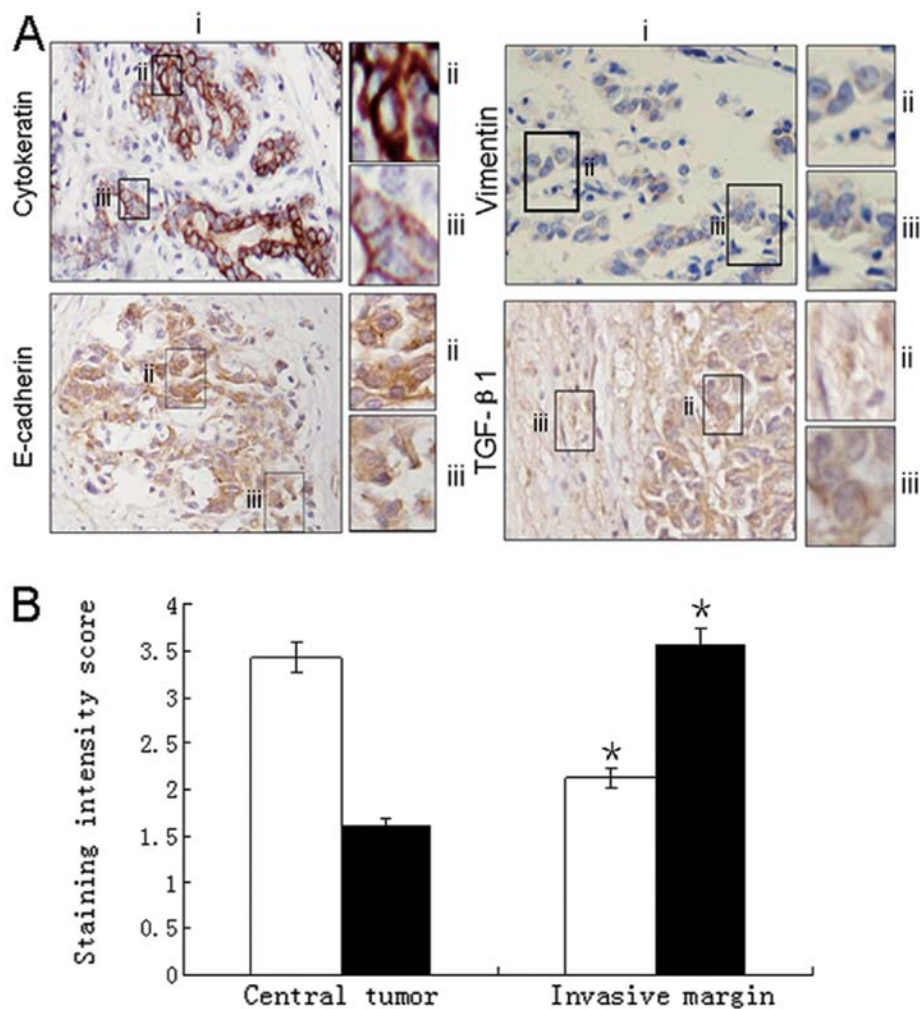 A
i
Cytokeratin
ii
iii
ii
iii
i
Vimentin
ii
iii
ii
iii
E-cadherin
ii
iii
ii
iii
TGF-β1
iii
ii
ii
iii
B
Staining intensity score
4
3.5
3
2.5
2
1.5
1
0.5
0
*
*
Central tumor
Invasive margin